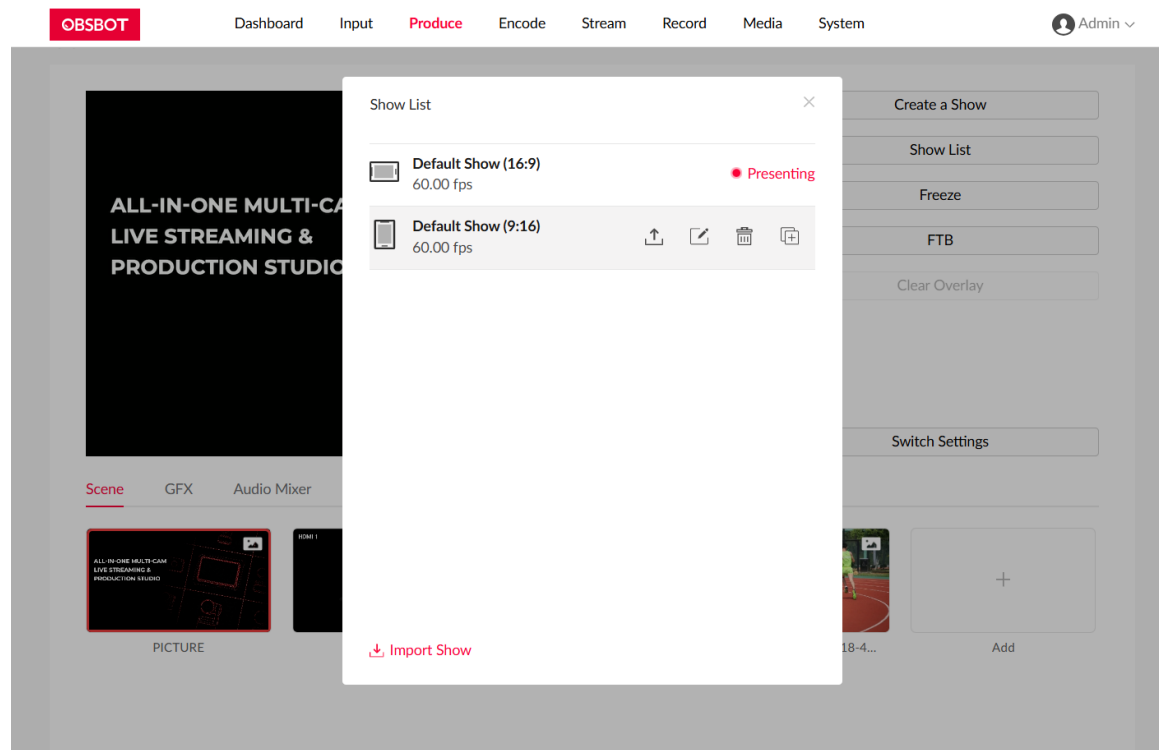 OBSBOT
Dashboard
Input
Produce
Encode
Stream
Record
Media
System
Admin
Show List
Default Show (16:9)
60.00 fps
Presenting
Default Show (9:16)
60.00 fps
Import Show
Create a Show
Show List
Freeze
FTB
Clear Overlay
Switch Settings
ALL-IN-ONE MULTI-CA
LIVE STREAMING &
PRODUCTION STUDIO
Scene
GFX
Audio Mixer
ALL-IN-ONE MULTI-CAM
LIVE STREAMING &
PRODUCTION STUDIO
HDMI 1
PICTURE
18-4...
Add